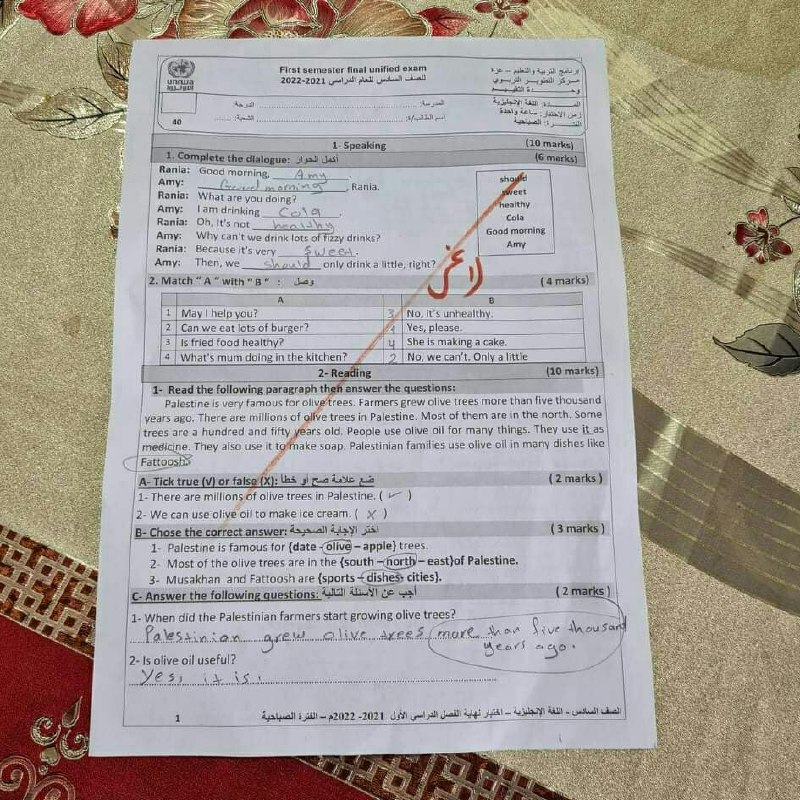 unrwa
الأونروا
First semester final unified exam
للصف السادس للعام الدراسي 2021-2022
برنامج التربية والتعليم – غزة
مركز التطوير التربوي
وحدة التقييم
المدرسة:
الدرجة:
المادة: اللغة الإنجليزية
زمن الاختبار: ساعة واحدة
40
اسم الطالب/ة:
الشعبة:
الفترة: الصباحية
1- Speaking (10 marks)
1. Complete the dialogue: أكمل الحوار (6 marks)
Rania: Good morning, Amy
Amy: Good morning, Rania.
Rania: What are you doing?
Amy: I am drinking Cola.
Rania: Oh, it's not healthy
Amy: Why can't we drink lots of fizzy drinks?
Rania: Because it's very sweet.
Amy: Then, we should only drink a little, right?
should
sweet
healthy
Cola
Good morning
Amy
2. Match " A " with " B " : وصل (4 marks)
A B
1 May I help you? 3 No, it's unhealthy.
2 Can we eat lots of burger? 1 Yes, please.
3 Is fried food healthy? 4 She is making a cake.
4 What's mum doing in the kitchen? 2 No, we can't. Only a little
2- Reading (10 marks)
1- Read the following paragraph then answer the questions:
Palestine is very famous for olive trees. Farmers grew olive trees more than five thousand
years ago. There are millions of olive trees in Palestine. Most of them are in the north. Some
trees are a hundred and fifty years old. People use olive oil for many things. They use it as
medicine. They also use it to make soap. Palestinian families use olive oil in many dishes like
Fattoosh.
A- Tick true (V) or false (X): ضع علامة صح أو خطأ (2 marks)
1- There are millions of olive trees in Palestine. ( ✓ )
2- We can use olive oil to make ice cream. ( X )
B- Chose the correct answer: اختر الإجابة الصحيحة (3 marks)
1- Palestine is famous for {date - olive – apple} trees.
2. Most of the olive trees are in the {south – north – east}of Palestine.
3- Musakhan and Fattoosh are {sports – dishes- cities}.
C- Answer the following questions: أجب عن الأسئلة التالية (2 marks)
1- When did the Palestinian farmers start growing olive trees?
Palestinian grew olive trees more than five thousand
years ago.
2- Is olive oil useful?
Yes, it is.
1
الصف السادس – اللغة الإنجليزية – اختبار نهاية الفصل الدراسي الأول 2021- 2022م – الفترة الصباحية